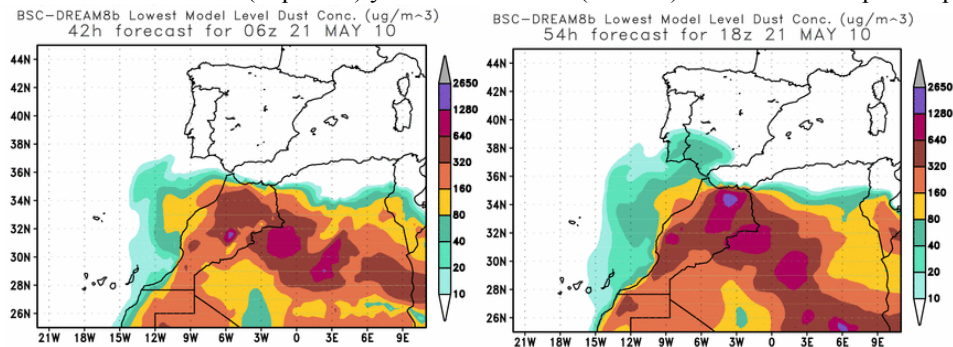 BSC-DREAM8b Lowest Model Level Dust Conc. (ug/m^3)
42h forecast for 06z 21 MAY 10
44N
42N
40N
38N
36N
34N
32N
30N
28N
26N
21W 18W 15W 12W 9W 6W 3W 0 3E 6E 9E
2650
1280
640
320
160
80
40
20
10
BSC-DREAM8b Lowest Model Level Dust Conc. (ug/m^3)
54h forecast for 18z 21 MAY 10
44N
42N
40N
38N
36N
34N
32N
30N
28N
26N
21W 18W 15W 12W 9W 6W 3W 0 3E 6E 9E
2650
1280
640
320
160
80
40
20
10